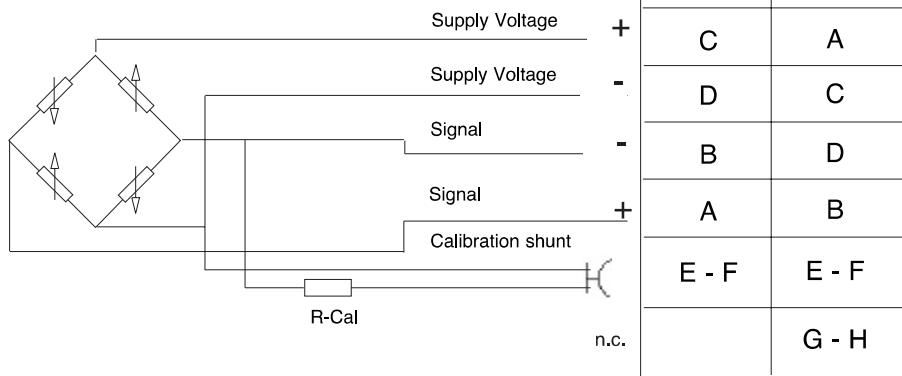 Supply Voltage + C A
Supply Voltage - D C
Signal - B D
Signal + A B
Calibration shunt E - F E - F
R-Cal
n.c. G - H